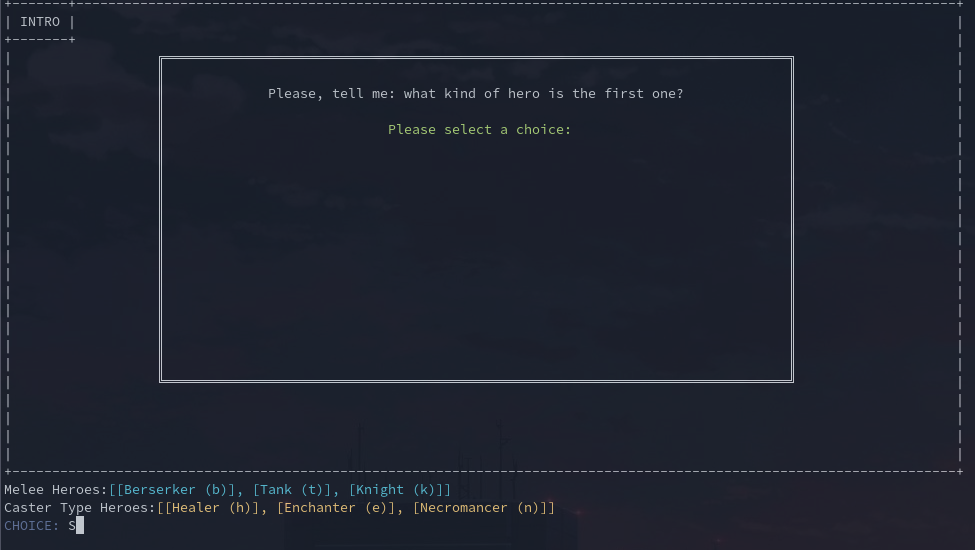 INTRO
Please, tell me: what kind of hero is the first one?
Please select a choice:
Melee Heroes:[[Berserker (b)], [Tank (t)], [Knight (k)]]
Caster Type Heroes:[[Healer (h)], [Enchanter (e)], [Necromancer (n)]]
CHOICE: S